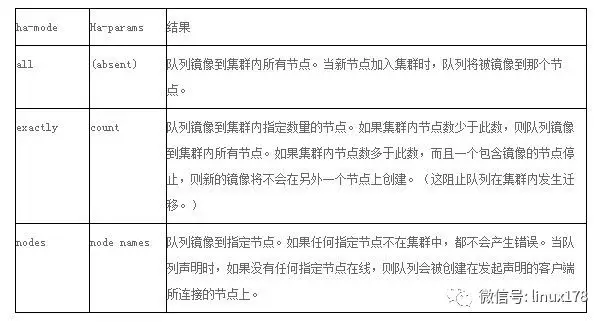 ha-mode Ha-params 结果
all (absent) 队列镜像到集群内所有节点。当新节点加入集群时，队列将被镜像到那个节
点。
exactly count 队列镜像到集群内指定数量的节点。如果集群内节点数少于此数，则队列镜像
到集群内所有节点。如果集群内节点数多于此数，而且一个包含镜像的节点停
止，则新的镜像将不会在另外一个节点上创建。（这阻止队列在集群内发生迁
移。）
nodes node names 队列镜像到指定节点。如果任何指定节点不在集群中，都不会产生错误。当队
列声明时，如果没有任何指定节点在线，则队列会被创建在发起声明的客户端
所连接的节点上。
微信号: linux178